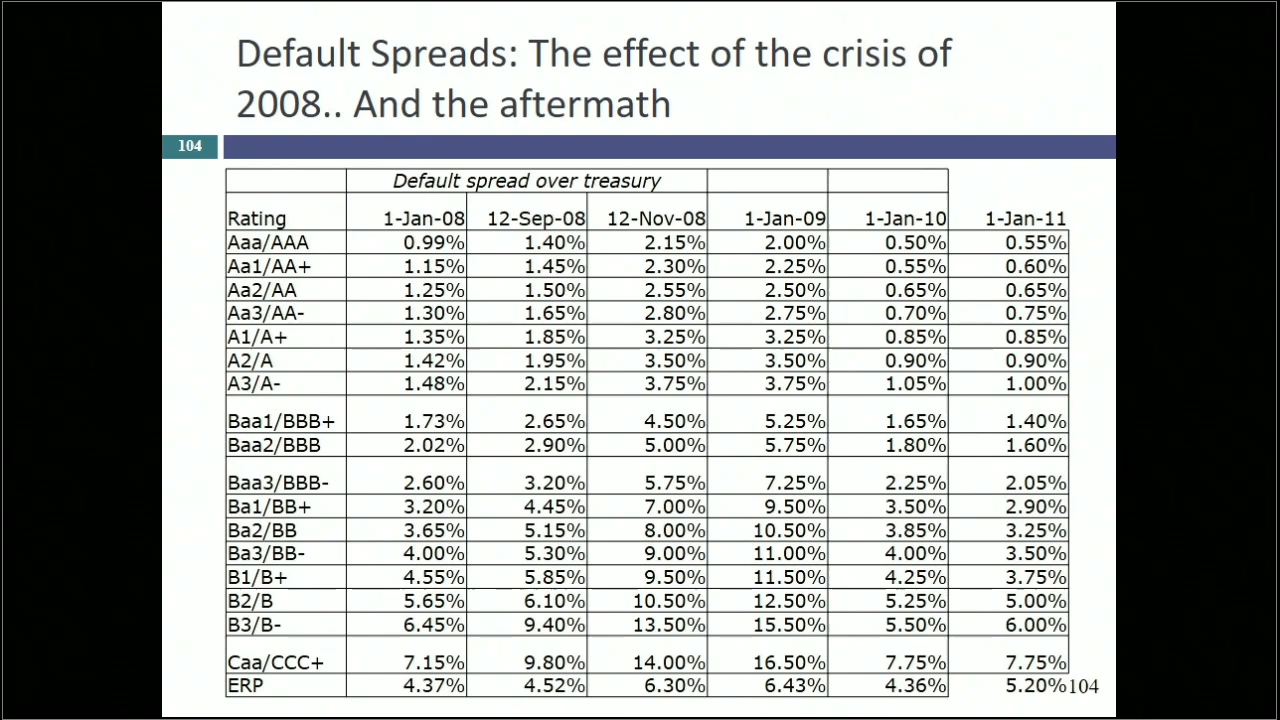 Default Spreads: The effect of the crisis of
2008.. And the aftermath
104
Default spread over treasury
Rating 1-Jan-08 12-Sep-08 12-Nov-08 1-Jan-09 1-Jan-10 1-Jan-11
Aaa/AAA 0.99% 1.40% 2.15% 2.00% 0.50% 0.55%
Aa1/AA+ 1.15% 1.45% 2.30% 2.25% 0.55% 0.60%
Aa2/AA 1.25% 1.50% 2.55% 2.50% 0.65% 0.65%
Aa3/AA- 1.30% 1.65% 2.80% 2.75% 0.70% 0.75%
A1/A+ 1.35% 1.85% 3.25% 3.25% 0.85% 0.85%
A2/A 1.42% 1.95% 3.50% 3.50% 0.90% 0.90%
A3/A- 1.48% 2.15% 3.75% 3.75% 1.05% 1.00%
Baa1/BBB+ 1.73% 2.65% 4.50% 5.25% 1.65% 1.40%
Baa2/BBB 2.02% 2.90% 5.00% 5.75% 1.80% 1.60%
Baa3/BBB- 2.60% 3.20% 5.75% 7.25% 2.25% 2.05%
Ba1/BB+ 3.20% 4.45% 7.00% 9.50% 3.50% 2.90%
Ba2/BB 3.65% 5.15% 8.00% 10.50% 3.85% 3.25%
Ba3/BB- 4.00% 5.30% 9.00% 11.00% 4.00% 3.50%
B1/B+ 4.55% 5.85% 9.50% 11.50% 4.25% 3.75%
B2/B 5.65% 6.10% 10.50% 12.50% 5.25% 5.00%
B3/B- 6.45% 9.40% 13.50% 15.50% 5.50% 6.00%
Caa/CCC+ 7.15% 9.80% 14.00% 16.50% 7.75% 7.75%
ERP 4.37% 4.52% 6.30% 6.43% 4.36% 5.20%
104